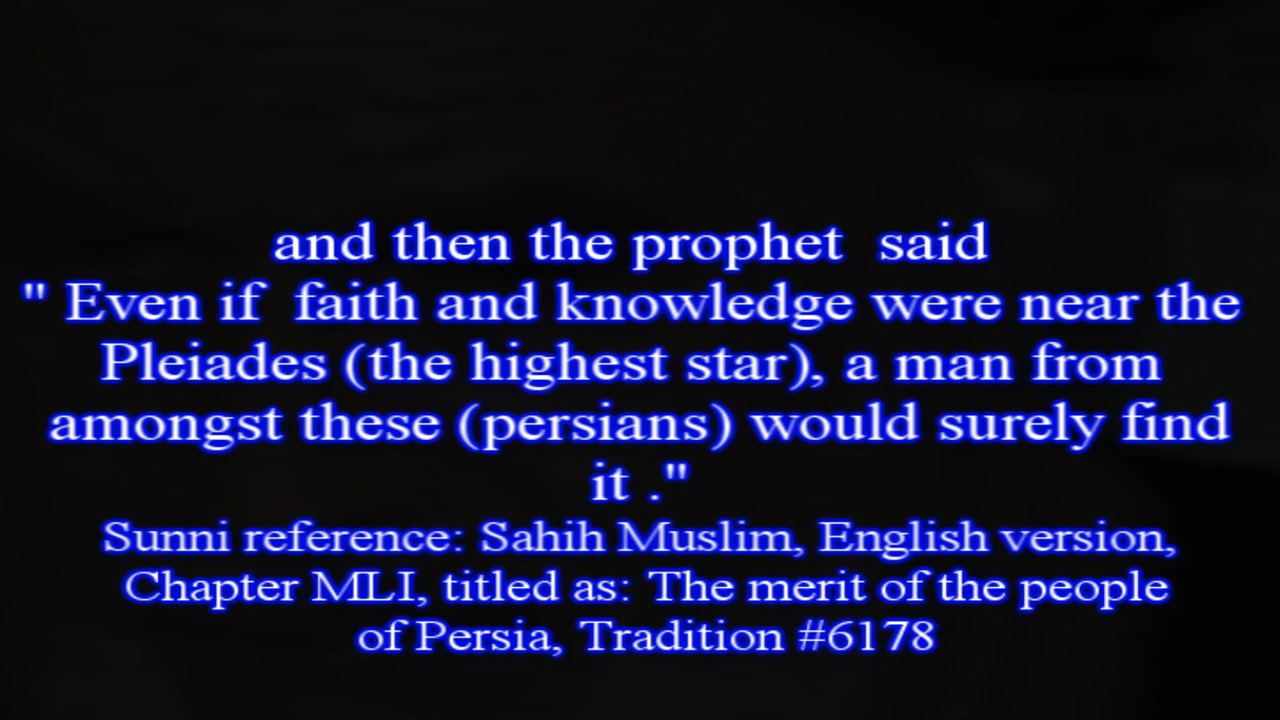 and then the prophet  said
" Even if  faith and knowledge were near the
Pleiades (the highest star), a man from
amongst these (persians) would surely find
it ."
Sunni reference: Sahih Muslim, English version,
Chapter MLI, titled as: The merit of the people
of Persia, Tradition #6178